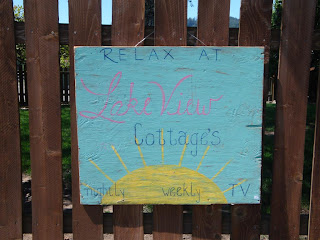 RELAX AT
Lake View
Cottage's
nightly weekly TV